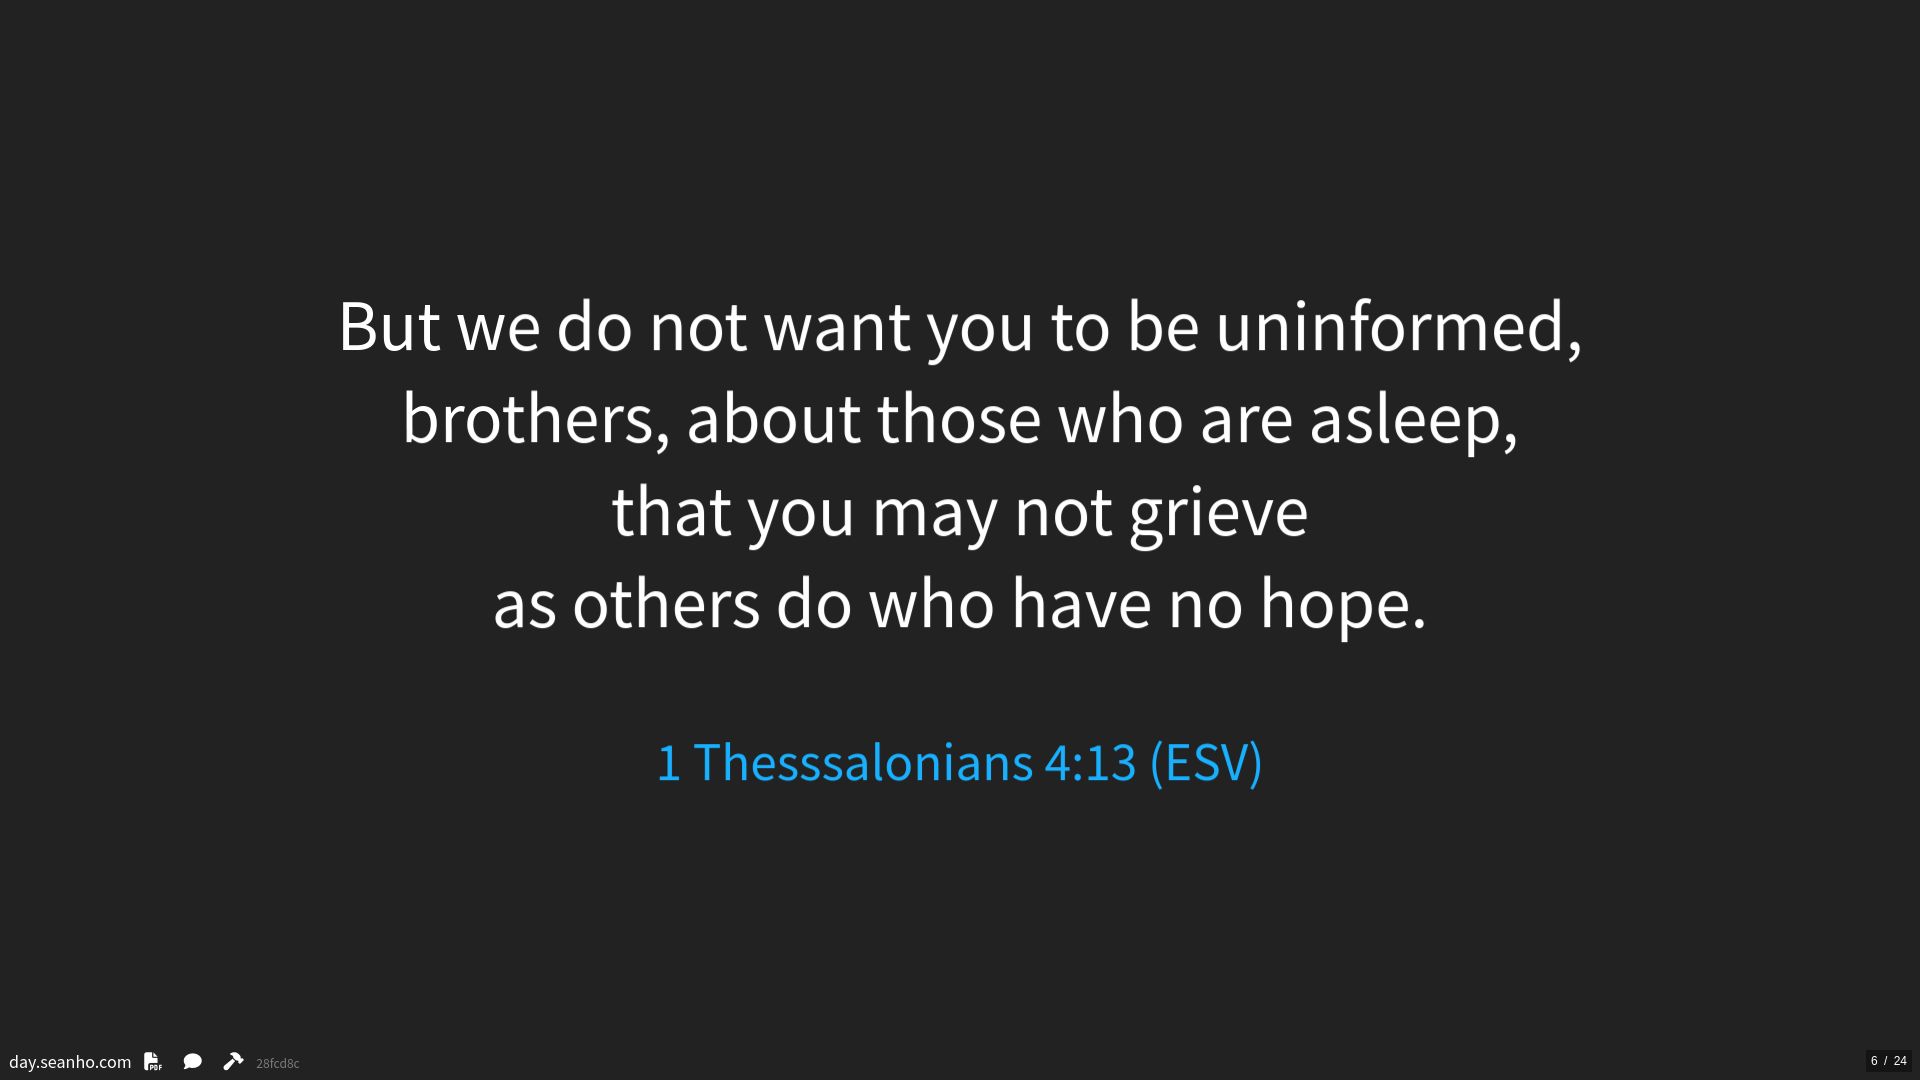 But we do not want you to be uninformed,
brothers, about those who are asleep,
that you may not grieve
as others do who have no hope.
1 Thesssalonians 4:13 (ESV)
day.seanho.com
PDF
28fcd8c
6 / 24